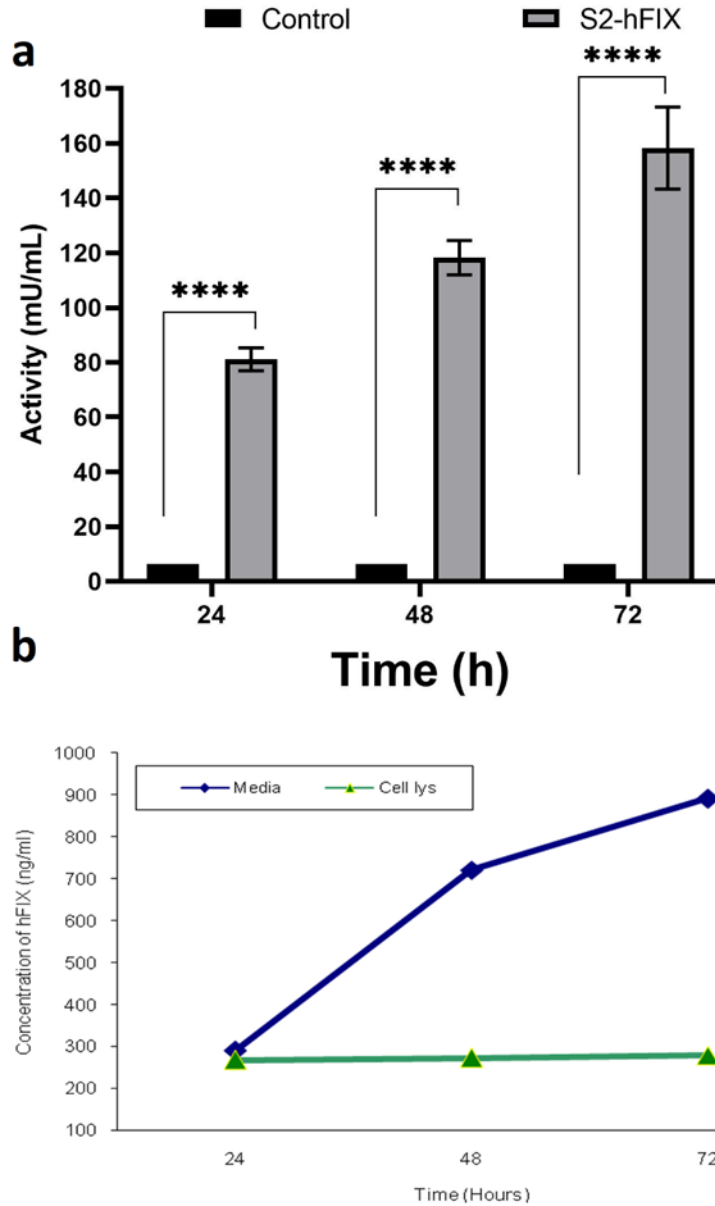 Control S2-hFIX
a
****
****
****
Activity (mU/mL)
180
160
140
120
100
80
60
40
20
0
24 48 72
Time (h)
b
Concentration of hFIX (ng/ml)
1000
900
800
700
600
500
400
300
200
100
Media Cell lys
24 48 72
Time (Hours)